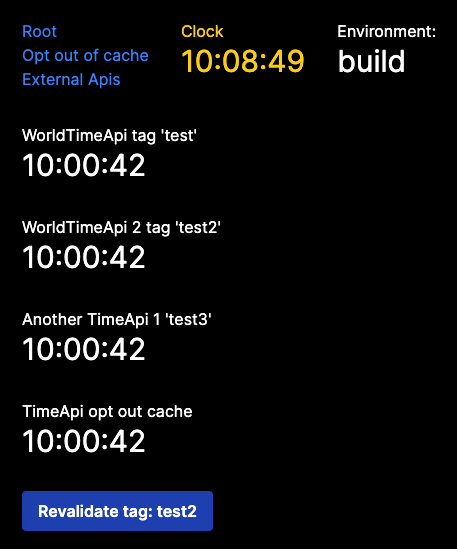 Root
Opt out of cache
External Apis
Clock
10:08:49
Environment:
build
WorldTimeApi tag 'test'
10:00:42
WorldTimeApi 2 tag 'test2'
10:00:42
Another TimeApi 1 'test3'
10:00:42
TimeApi opt out cache
10:00:42
Revalidate tag: test2